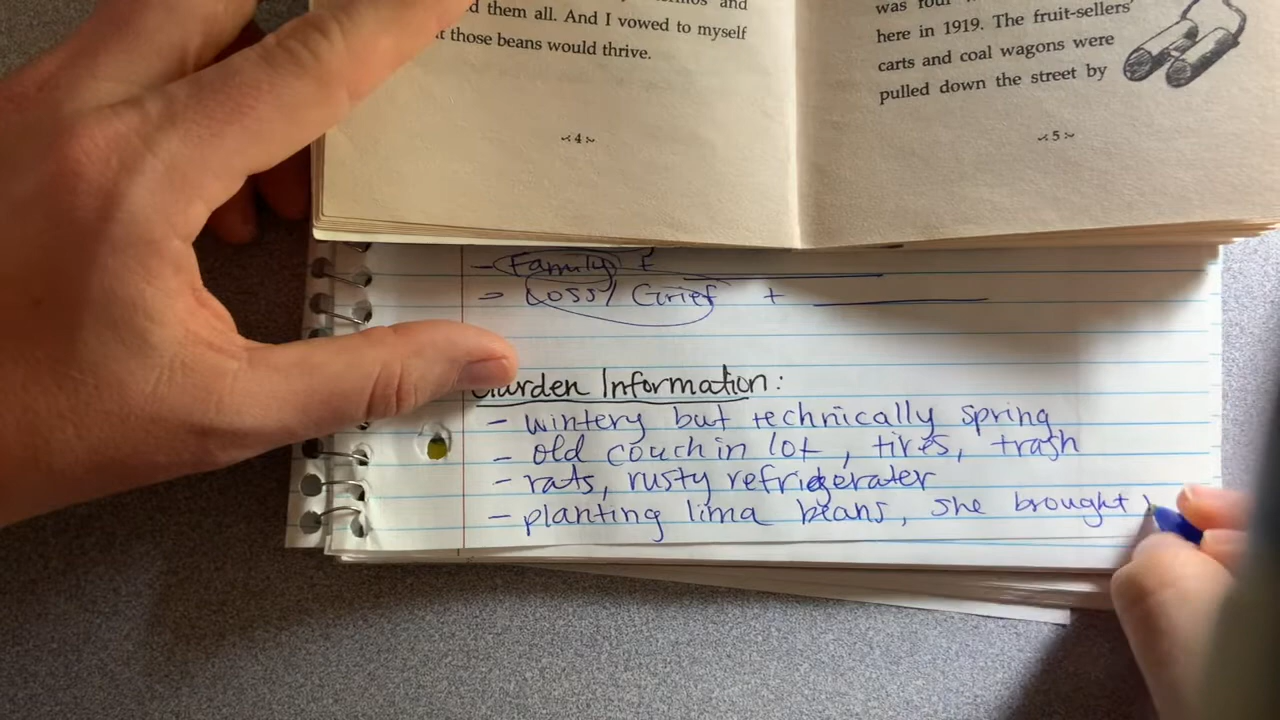 d them all. And I vowed to myself
t those beans would thrive.
4
here in 1919. The fruit-sellers'
carts and coal wagons were
pulled down the street by
5
- Family
Loss / Grief +
Garden Information:
- wintery but technically spring
- old couch in lot, tires, trash
- rats, rusty refrigerater
- planting lima beans, she brought